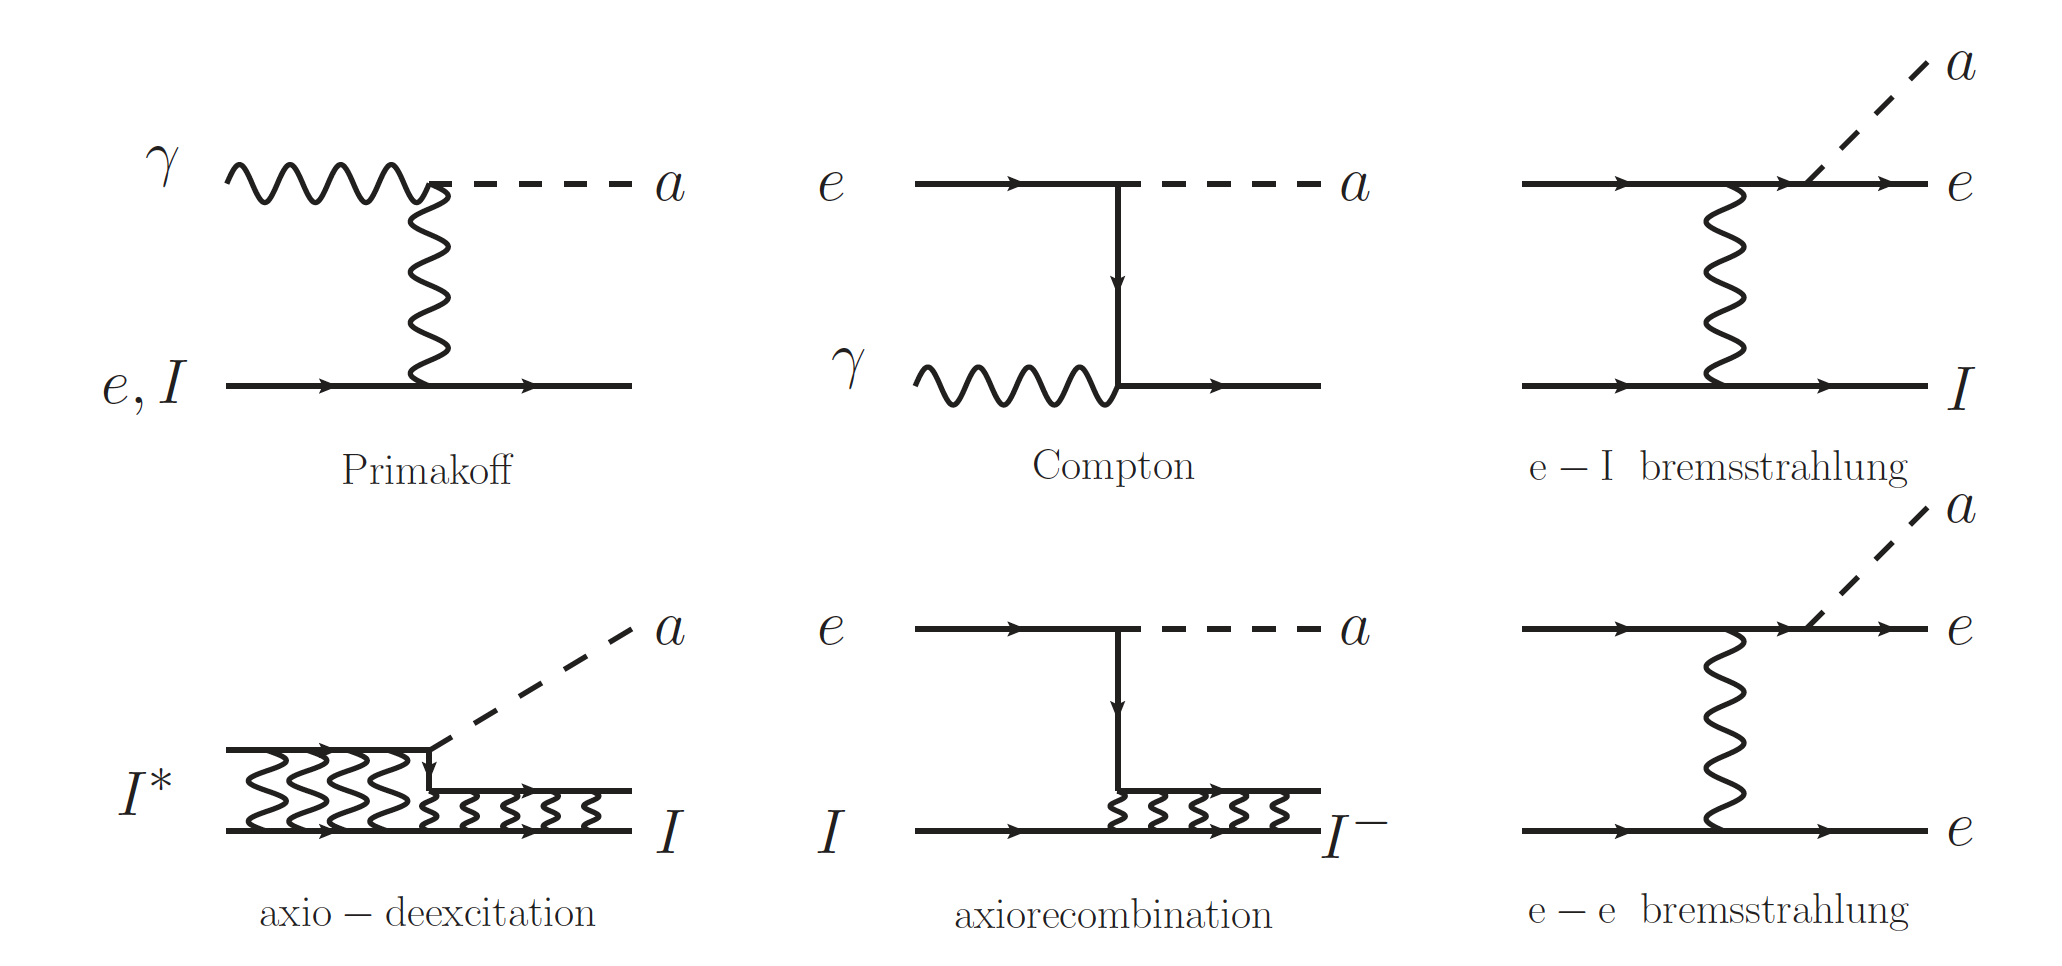 γ a
e, I
Primakoff
e a
γ
Compton
a
e
I
e − I bremsstrahlung
a
I* I
axio − deexcitation
e a
I I⁻
axiorecombination
a
e
e
e − e bremsstrahlung